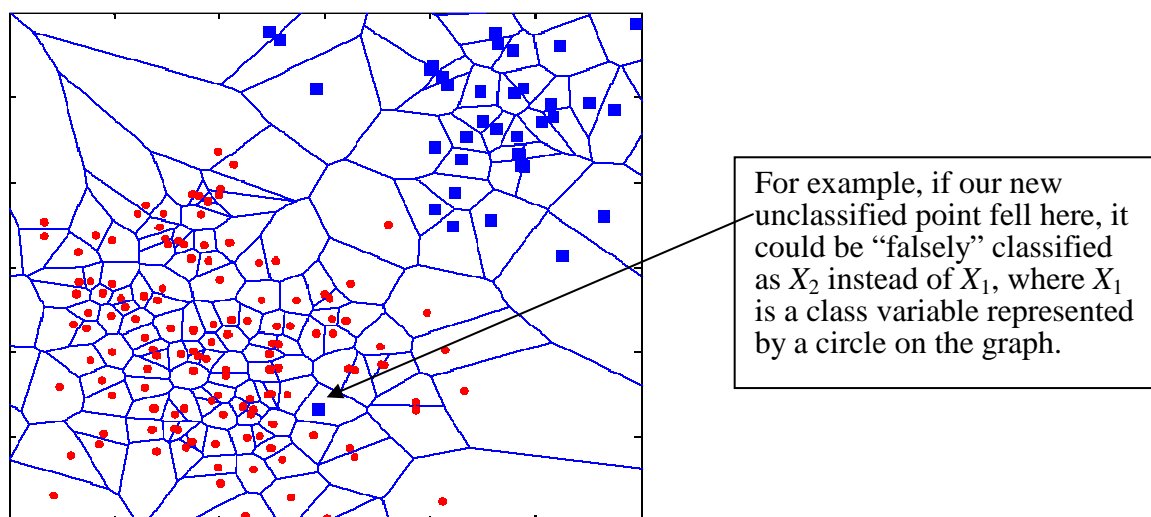 For example, if our new
unclassified point fell here, it
could be “falsely” classified
as X₂ instead of X₁, where X₁
is a class variable represented
by a circle on the graph.